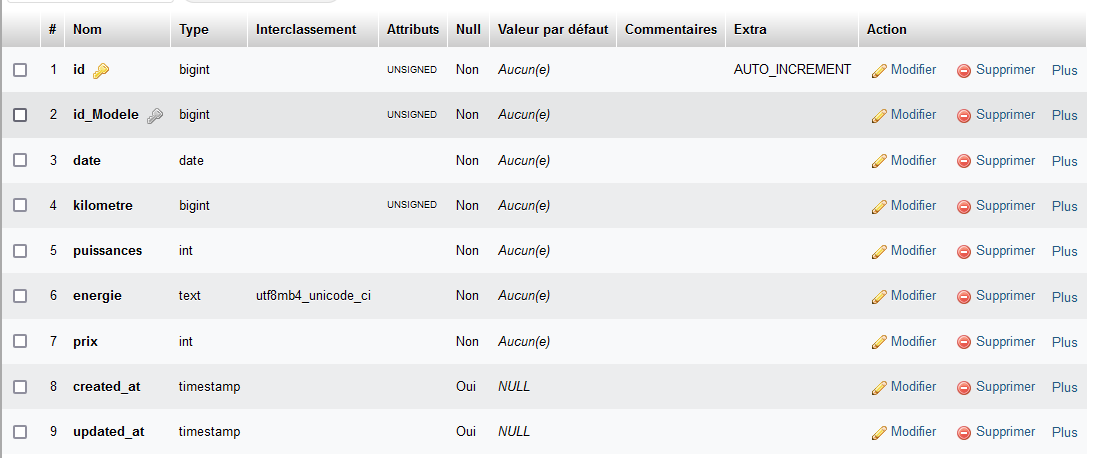 # Nom Type Interclassement Attributs Null Valeur par défaut Commentaires Extra Action
1 id bigint UNSIGNED Non Aucun(e) AUTO_INCREMENT Modifier Supprimer Plus
2 id_Modele bigint UNSIGNED Non Aucun(e) Modifier Supprimer Plus
3 date date Non Aucun(e) Modifier Supprimer Plus
4 kilometre bigint UNSIGNED Non Aucun(e) Modifier Supprimer Plus
5 puissances int Non Aucun(e) Modifier Supprimer Plus
6 energie text utf8mb4_unicode_ci Non Aucun(e) Modifier Supprimer Plus
7 prix int Non Aucun(e) Modifier Supprimer Plus
8 created_at timestamp Oui NULL Modifier Supprimer Plus
9 updated_at timestamp Oui NULL Modifier Supprimer Plus